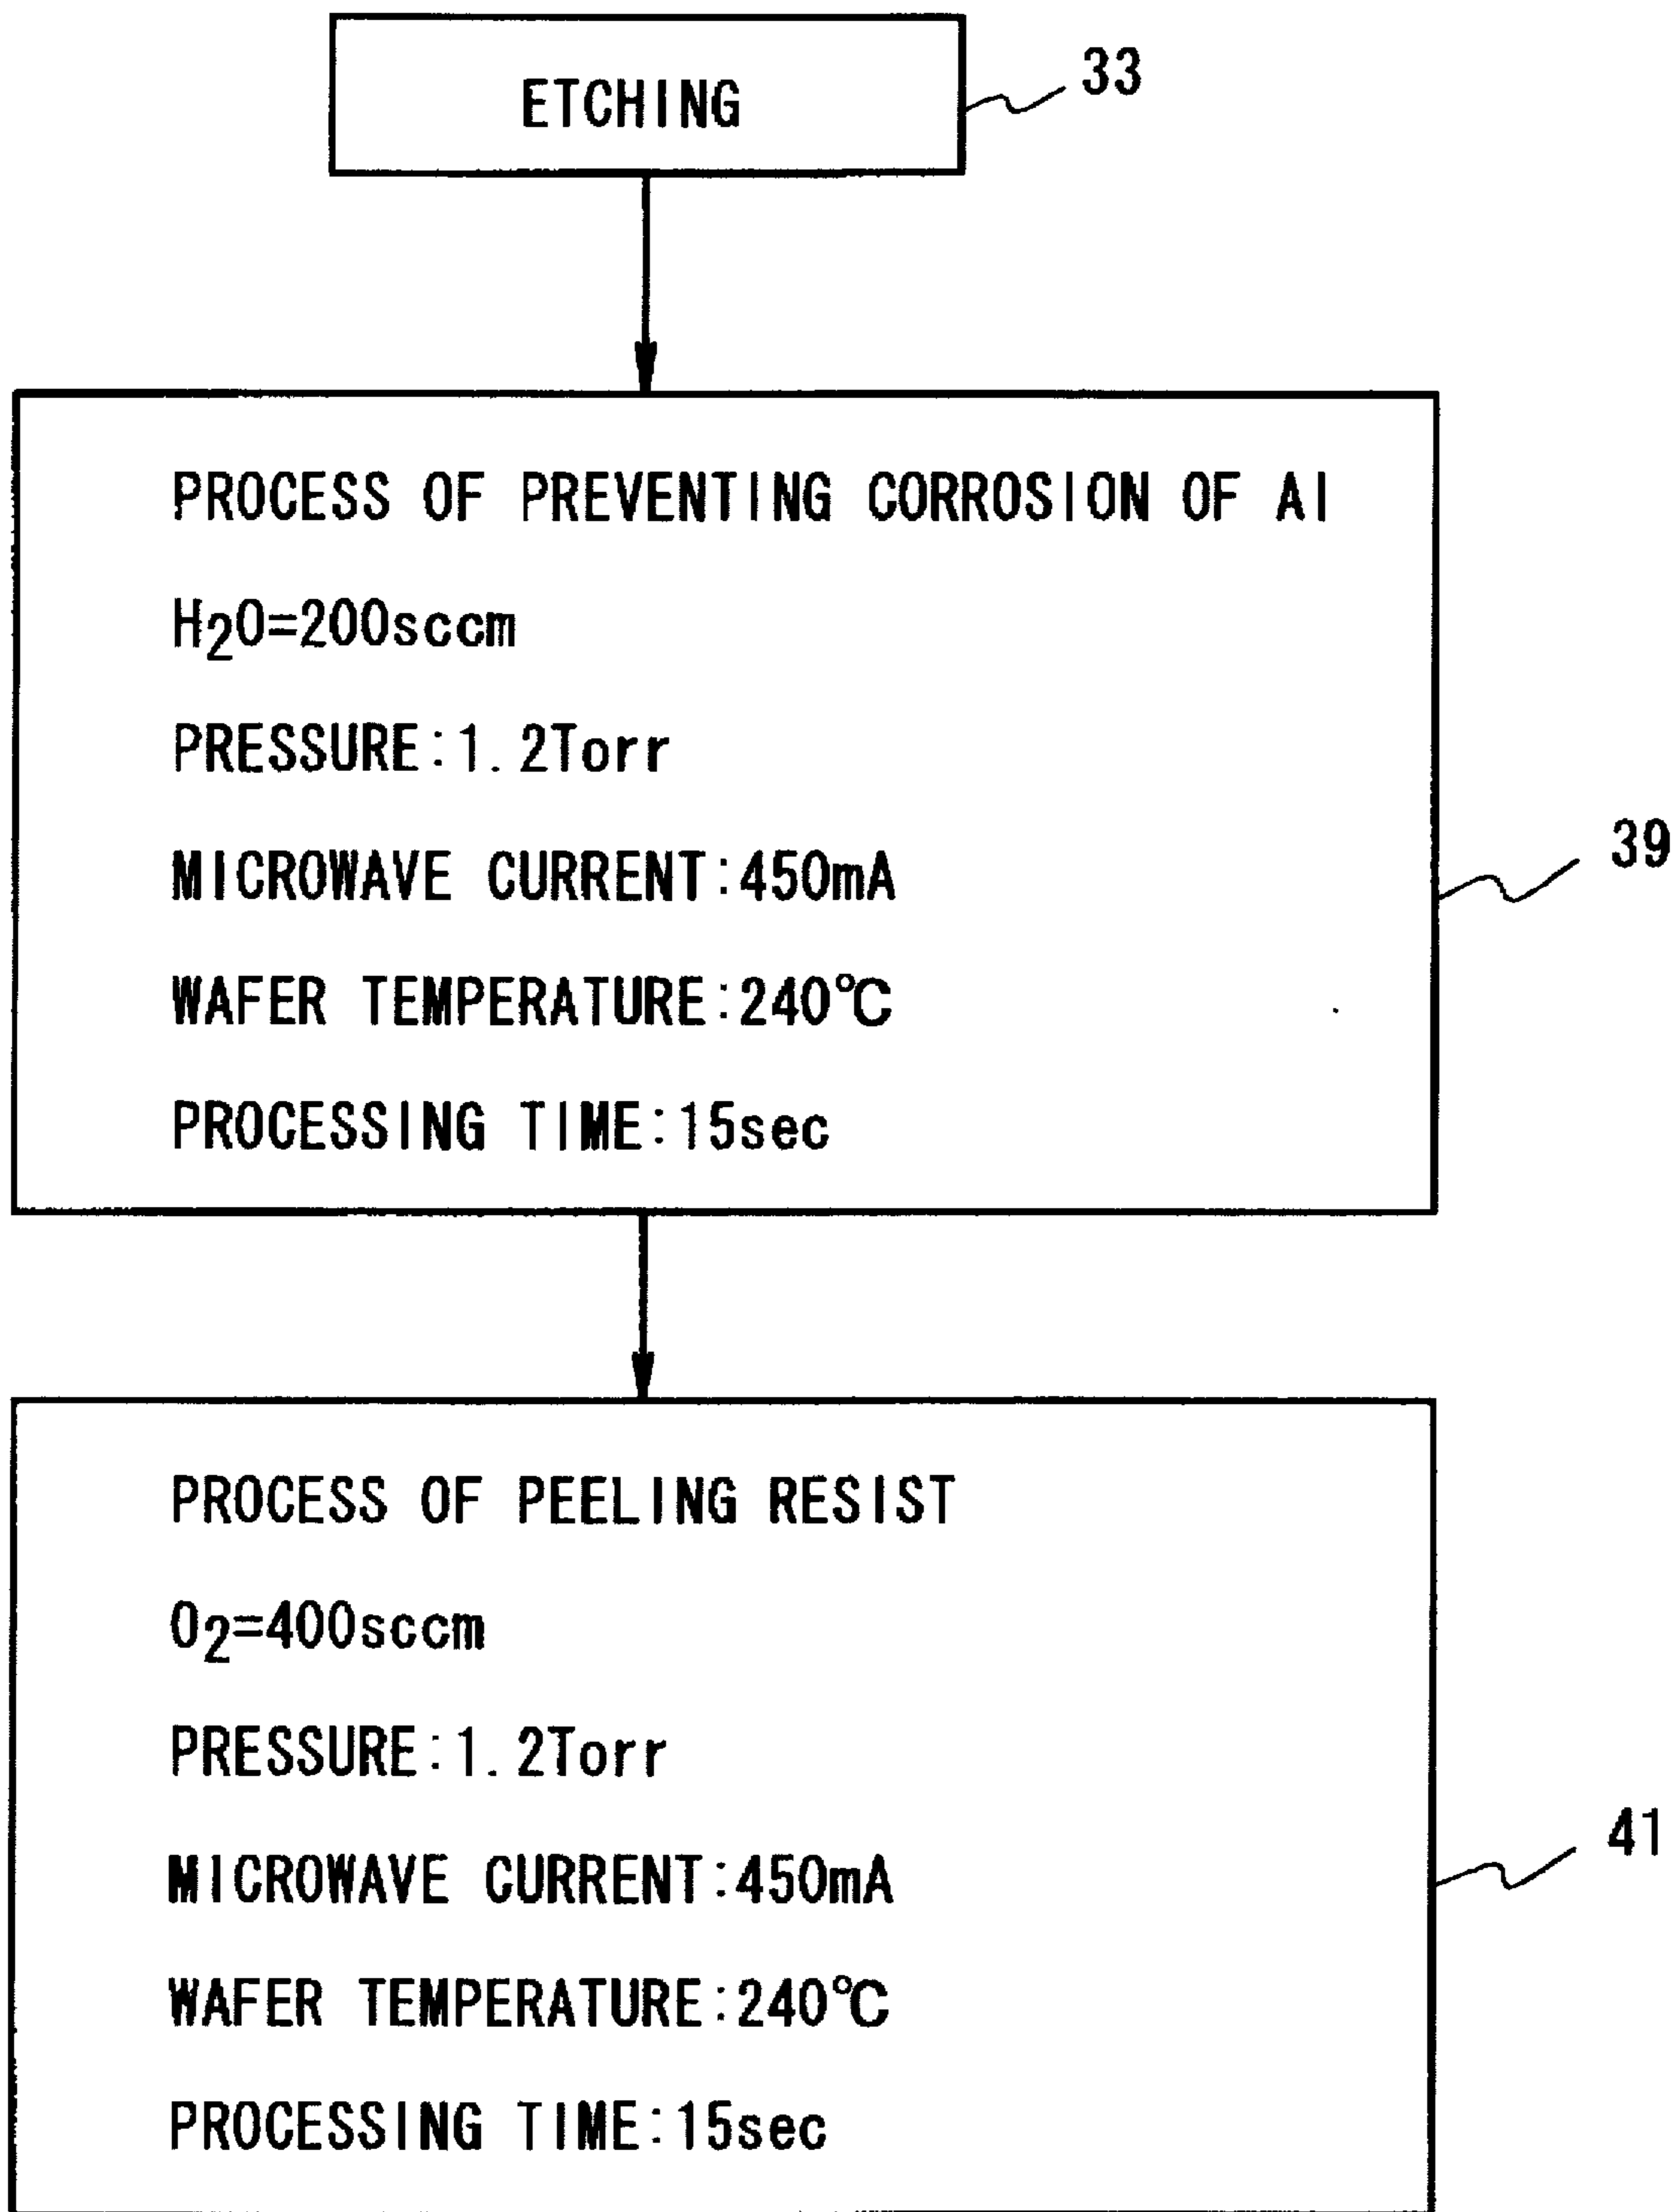 ETCHING
33
PROCESS OF PREVENTING CORROSION OF Al
H₂O=200sccm
PRESSURE:1.2Torr
MICROWAVE CURRENT:450mA
39
WAFER TEMPERATURE:240℃
PROCESSING TIME:15sec
PROCESS OF PEELING RESIST
O₂=400sccm
PRESSURE:1.2Torr
MICROWAVE CURRENT:450mA
41
WAFER TEMPERATURE:240℃
PROCESSING TIME:15sec